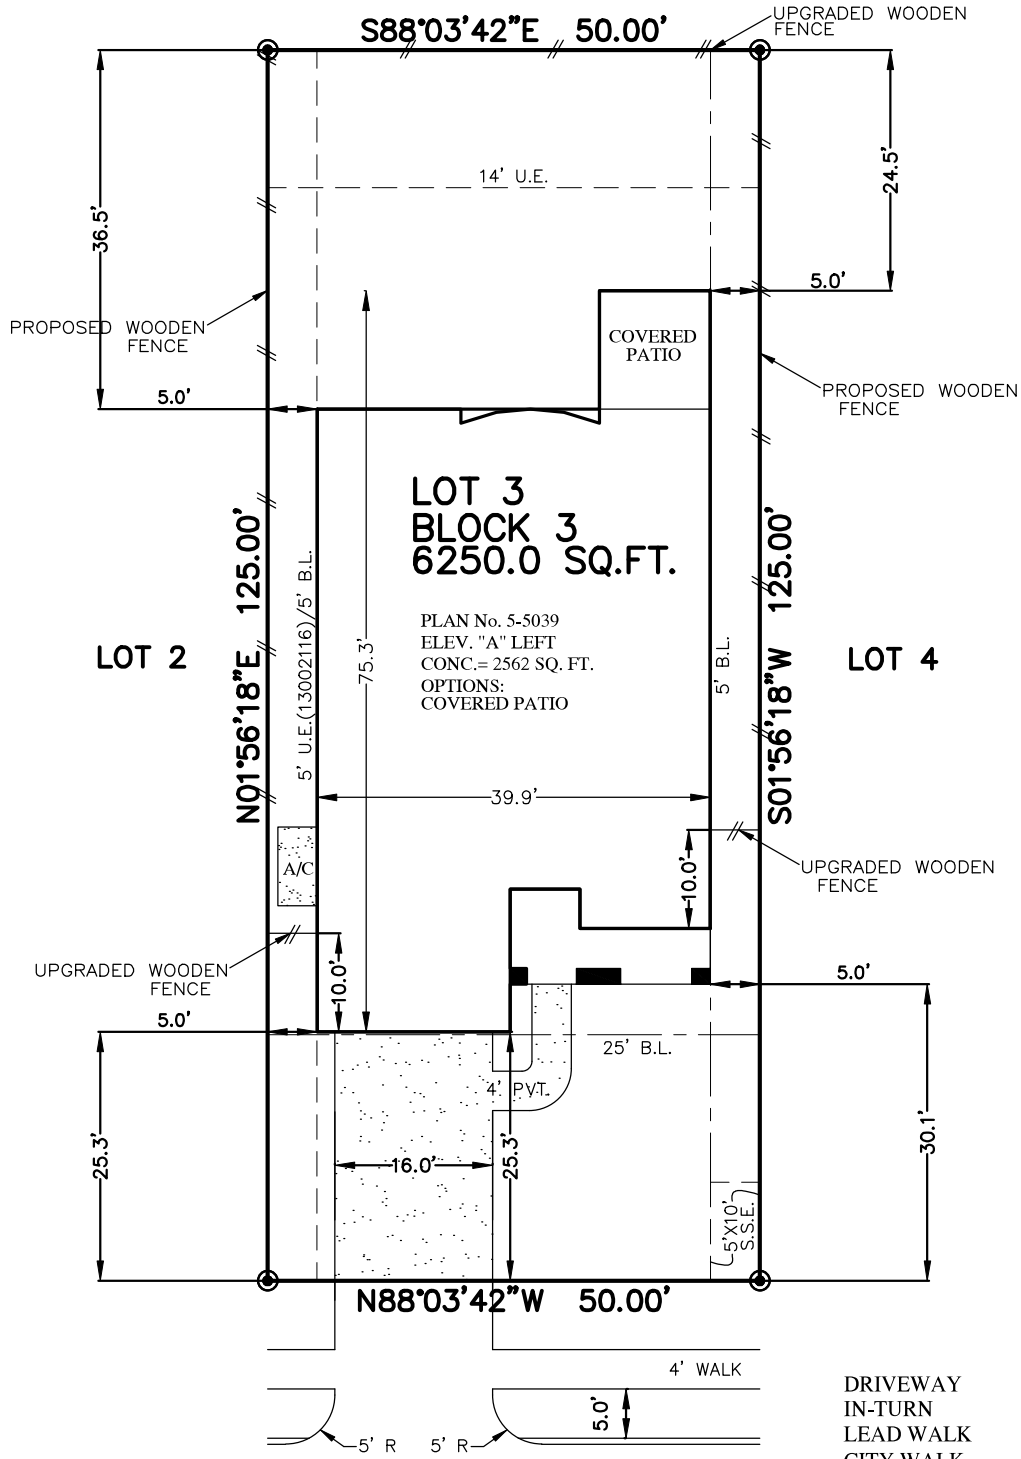 UPGRADED WOODEN
FENCE
S88°03'42"E 50.00'
36.5'
24.5'
14' U.E.
5.0'
PROPOSED WOODEN
FENCE
COVERED
PATIO
PROPOSED WOODEN
FENCE
5.0'
LOT 3
BLOCK 3
6250.0 SQ.FT.
N01°56'18"E 125.00'
5' U.E.(13002116)/5' B.L.
75.3'
PLAN No. 5-5039
ELEV. "A" LEFT
CONC.= 2562 SQ. FT.
OPTIONS:
COVERED PATIO
5' B.L.
S01°56'18"W 125.00'
LOT 2
LOT 4
39.9'
A/C
10.0'
UPGRADED WOODEN
FENCE
UPGRADED WOODEN
FENCE
10.0'
5.0'
5.0'
25' B.L.
4' PVT.
25.3'
16.0'
25.3'
30.1'
5'X10'
S.S.E.
N88°03'42"W 50.00'
4' WALK
5.0'
5' R
5' R
DRIVEWAY
IN-TURN
LEAD WALK
CITY WALK